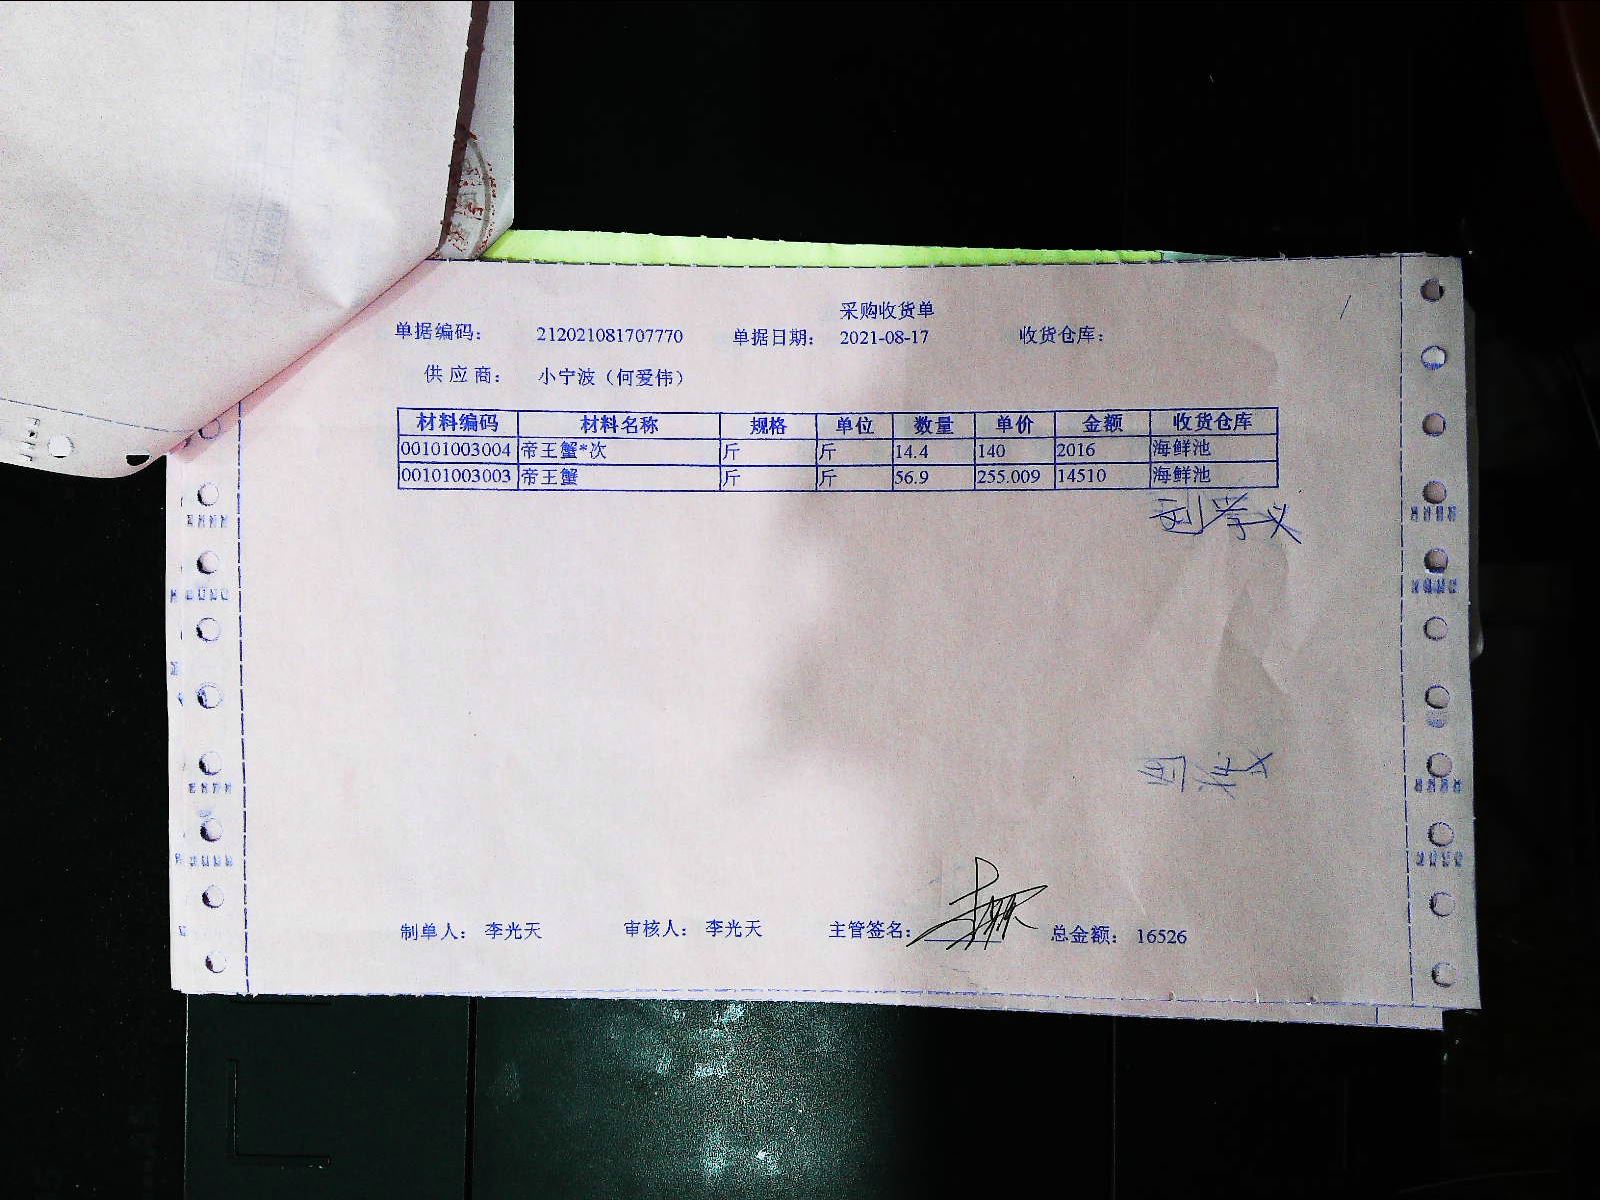 采购收货单
单据编码： 212021081707770 单据日期： 2021-08-17 收货仓库：
供应商： 小宁波（何爱伟）
材料编码 材料名称 规格 单位 数量 单价 金额 收货仓库
00101003004 帝王蟹*次 斤 斤 14.4 140 2016 海鲜池
00101003003 帝王蟹 斤 斤 56.9 255.009 14510 海鲜池
制单人： 李光天 审核人： 李光天 主管签名： 总金额： 16526